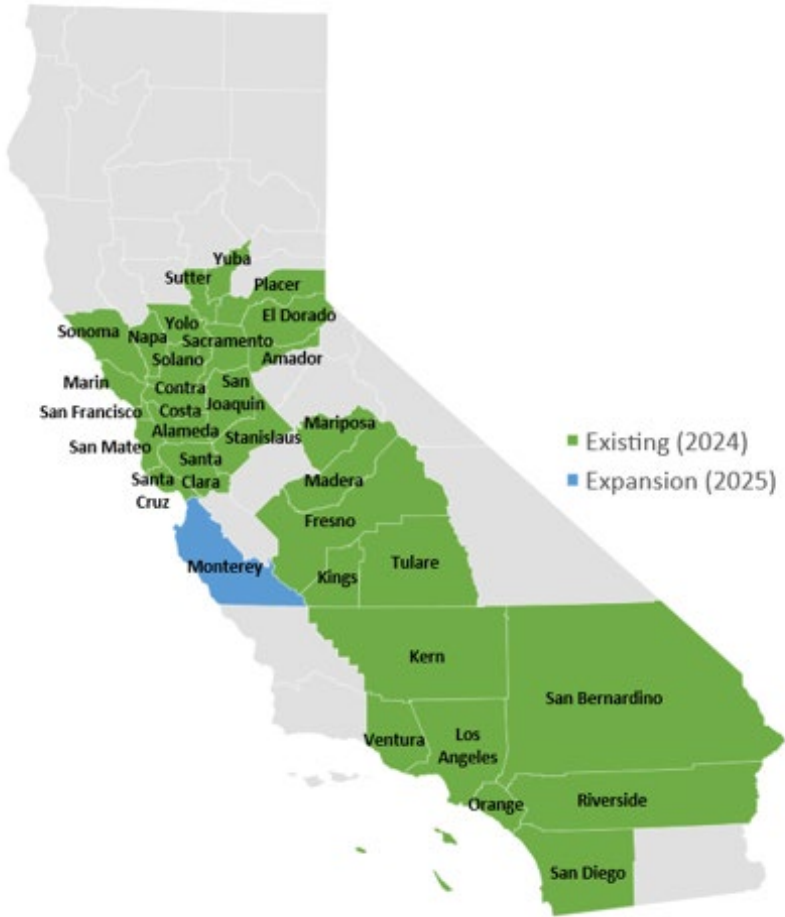 Yuba
Sutter
Placer
El Dorado
Yolo
Sonoma
Napa
Sacramento
Solano
Amador
Marin
Contra
Costa
San
Joaquin
San Francisco
Alameda
Stanislaus
Mariposa
San Mateo
Santa
Clara
Santa
Cruz
Madera
Fresno
Monterey
Kings
Tulare
Existing (2024)
Expansion (2025)
Kern
San Bernardino
Ventura
Los
Angeles
Orange
Riverside
San Diego